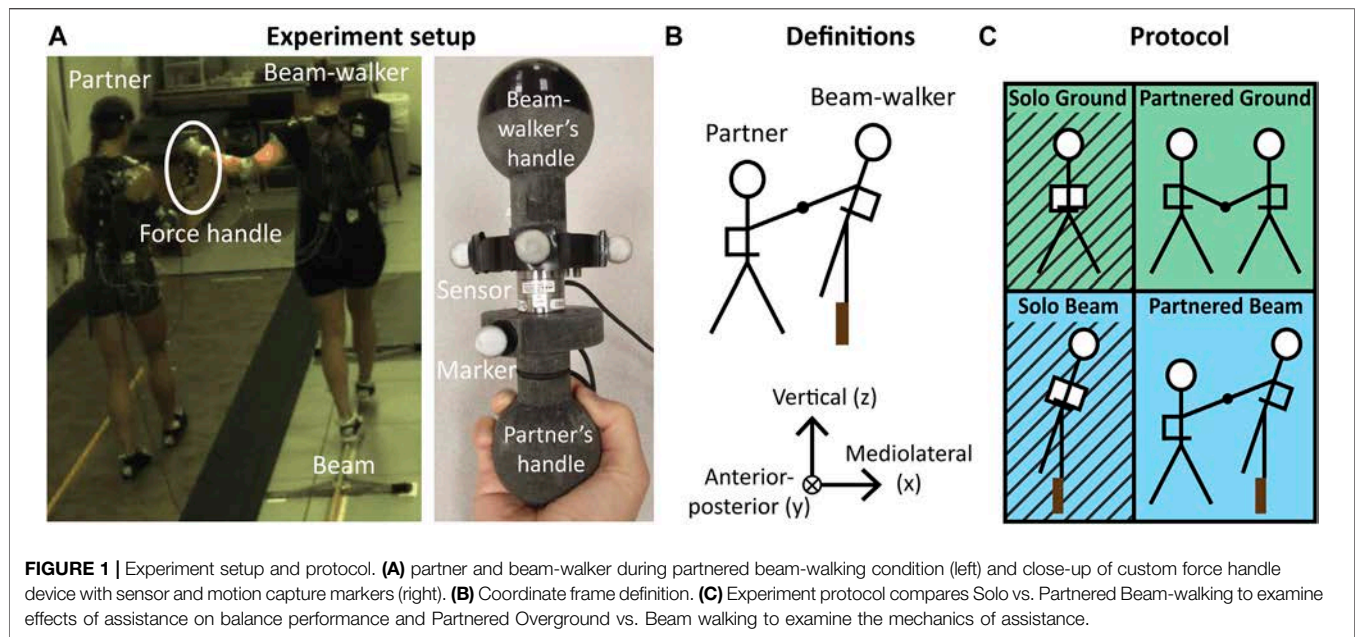 A Experiment setup
Partner
Beam-walker
Force handle
Beam
Beam-
walker's
handle
Sensor
Marker
Partner's
handle
B Definitions
Beam-walker
Partner
Vertical (z)
Mediolateral
(x)
Anterior-
posterior (y)
C Protocol
Solo Ground
Partnered Ground
Solo Beam
Partnered Beam
FIGURE 1 | Experiment setup and protocol. (A) partner and beam-walker during partnered beam-walking condition (left) and close-up of custom force handle
device with sensor and motion capture markers (right). (B) Coordinate frame definition. (C) Experiment protocol compares Solo vs. Partnered Beam-walking to examine
effects of assistance on balance performance and Partnered Overground vs. Beam walking to examine the mechanics of assistance.